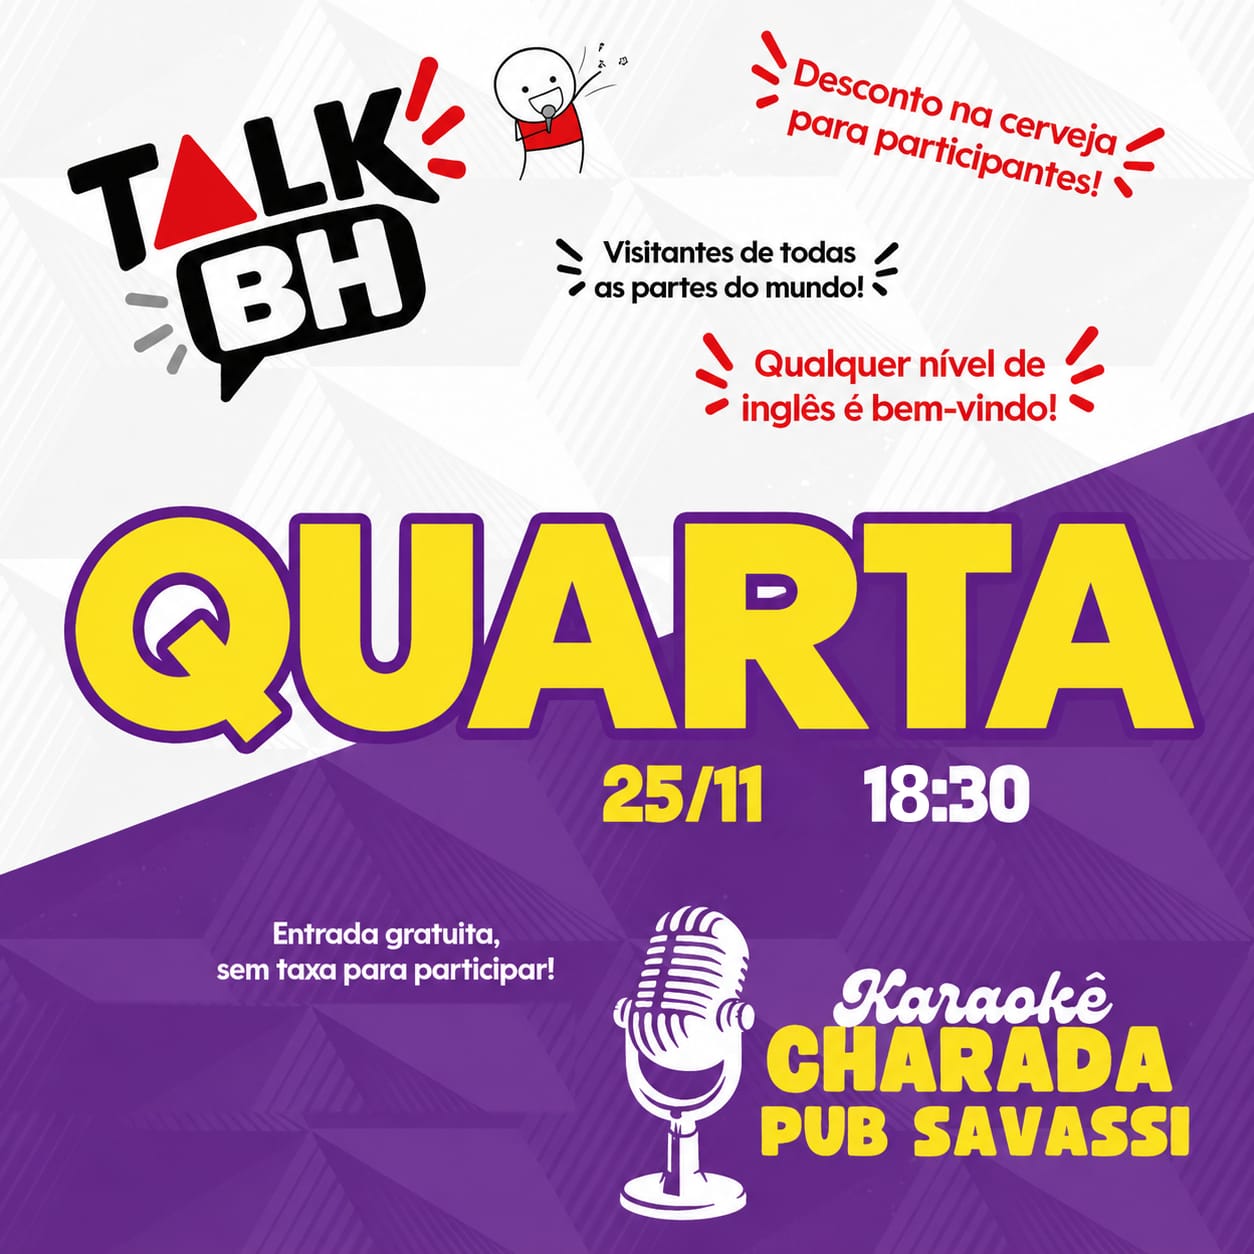 TALK
BH
Desconto na cerveja
para participantes!
Visitantes de todas
as partes do mundo!
Qualquer nível de
inglês é bem-vindo!
QUARTA
25/11 18:30
Entrada gratuita,
sem taxa para participar!
Karaokê
CHARADA
PUB SAVASSI